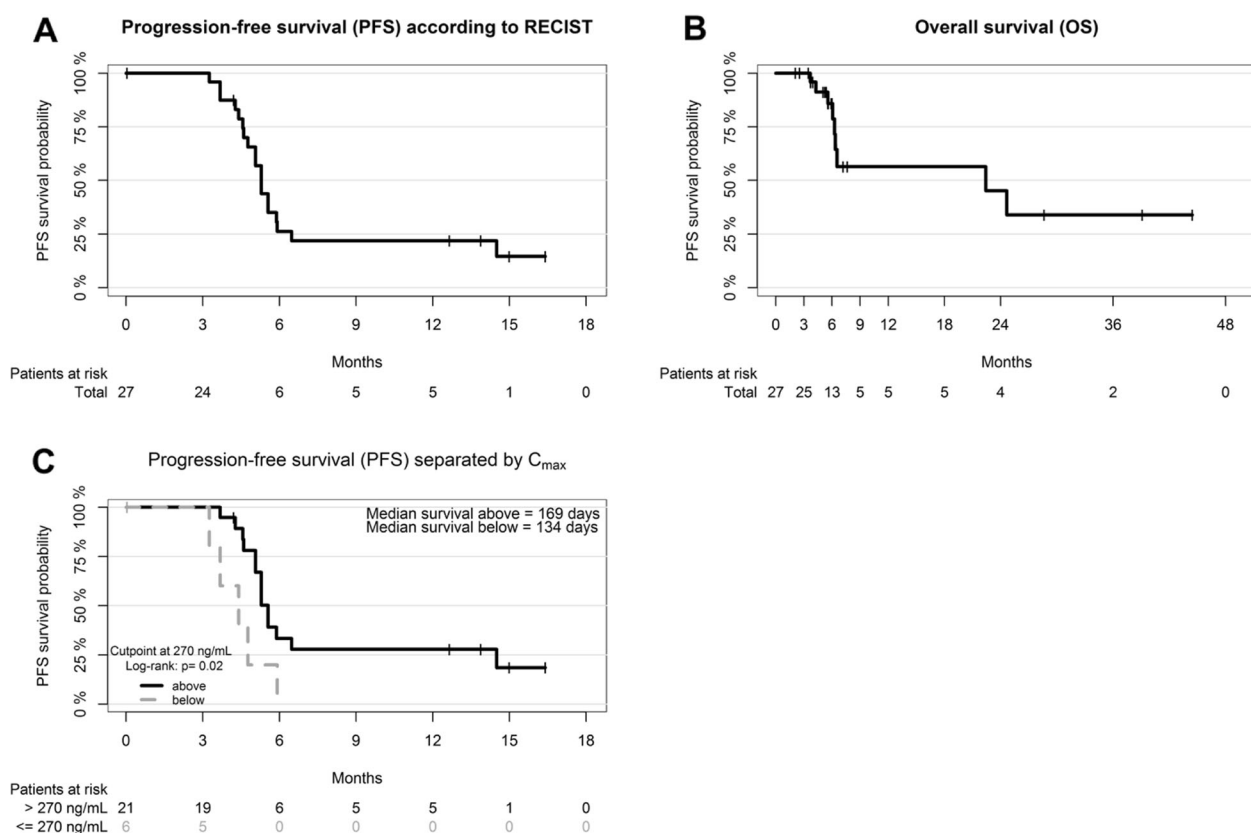 A Progression-free survival (PFS) according to RECIST
PFS survival probability
100 %
75 %
50 %
25 %
0 %
0 3 6 9 12 15 18
Months
Patients at risk
Total 27 24 6 5 5 1 0
B Overall survival (OS)
PFS survival probability
100 %
75 %
50 %
25 %
0 %
0 3 6 9 12 18 24 36 48
Months
Patients at risk
Total 27 25 13 5 5 5 4 2 0
C Progression-free survival (PFS) separated by Cmax
PFS survival probability
100 %
75 %
50 %
25 %
0 %
Median survival above = 169 days
Median survival below = 134 days
Cutpoint at 270 ng/mL
Log-rank: p= 0.02
above
below
0 3 6 9 12 15 18
Months
Patients at risk
> 270 ng/mL 21 19 6 5 5 1 0
<= 270 ng/mL 6 5 0 0 0 0 0